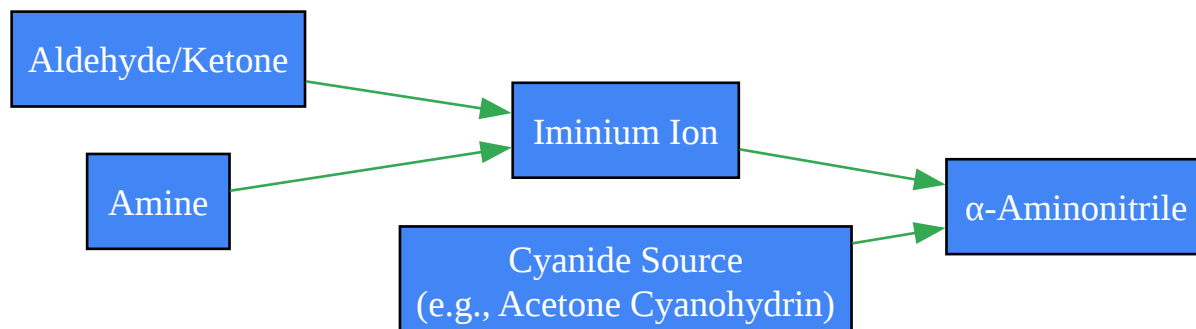 Aldehyde/Ketone
Amine
Iminium Ion
Cyanide Source
(e.g., Acetone Cyanohydrin)
α-Aminonitrile